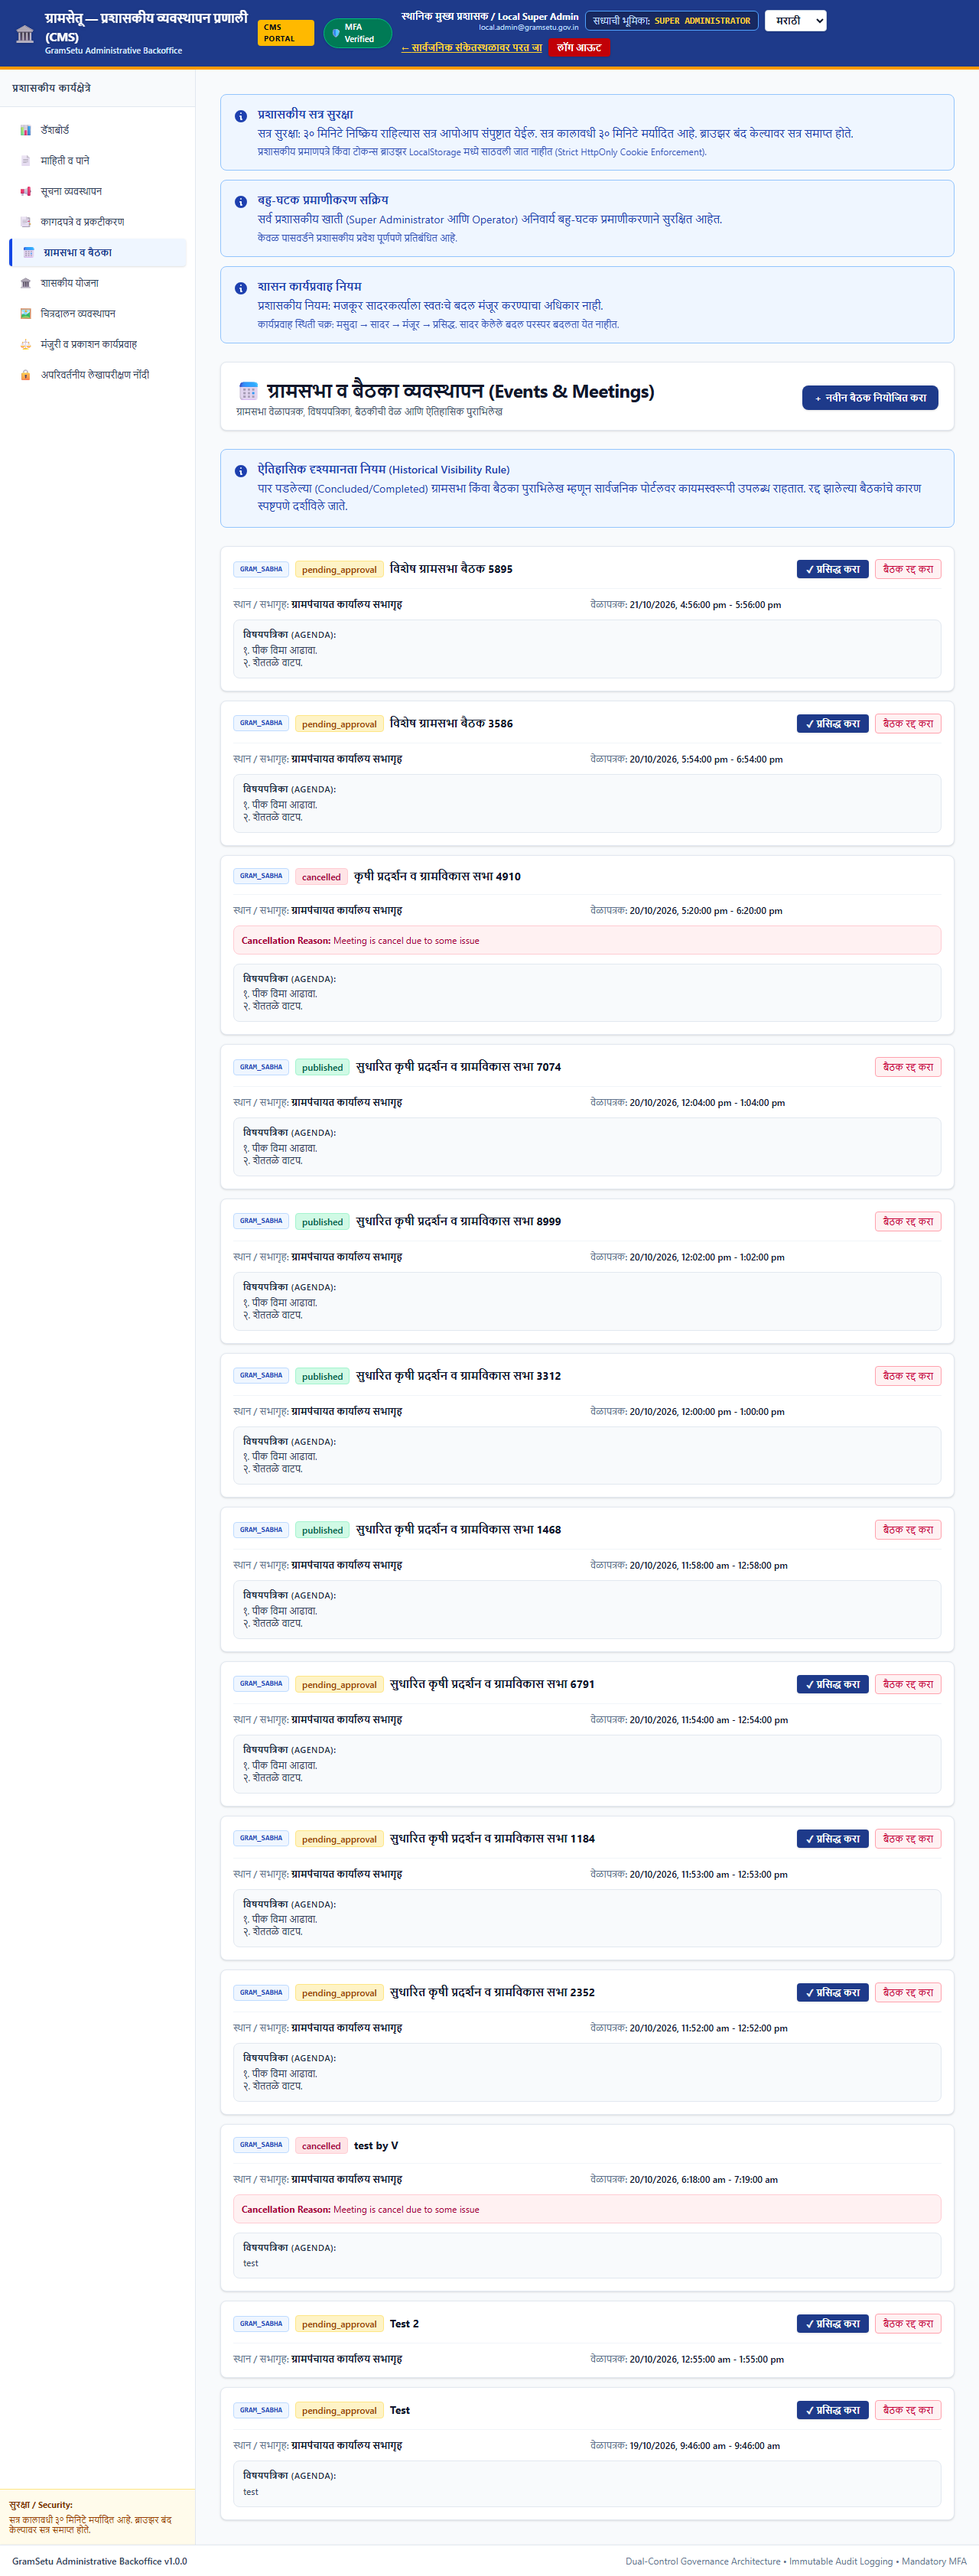 ग्रामसेतू — प्रशासकीय व्यवस्थापन प्रणाली
(CMS)
GramSetu Administrative Backoffice
CMS
PORTAL
MFA
Verified
स्थानिक मुख्य प्रशासक / Local Super Admin
local.admin@gramsetu.gov.in
सध्याची भूमिका: SUPER ADMINISTRATOR
मराठी
← सार्वजनिक संकेतस्थळावर परत जा
लॉग आऊट
प्रशासकीय कार्यक्षेत्रे
डॅशबोर्ड
माहिती व पाने
सूचना व्यवस्थापन
कागदपत्रे व प्रकटीकरण
ग्रामसभा व बैठका
शासकीय योजना
चित्रदालन व्यवस्थापन
मंजुरी व प्रकाशन कार्यप्रवाह
अपरिवर्तनीय लेखापरीक्षण नोंदी
प्रशासकीय सत्र सुरक्षा
सत्र सुरक्षा: ३० मिनिटे निष्क्रिय राहिल्यास सत्र आपोआप संपुष्टात येईल. सत्र कालावधी ३० मिनिटे मर्यादित आहे. ब्राउझर बंद केल्यावर सत्र समाप्त होते.
प्रशासकीय प्रमाणपत्रे किंवा टोकन्स ब्राउझर LocalStorage मध्ये साठवली जात नाहीत (Strict HttpOnly Cookie Enforcement).
बहु-घटक प्रमाणीकरण सक्रिय
सर्व प्रशासकीय खाती (Super Administrator आणि Operator) अनिवार्य बहु-घटक प्रमाणीकरणाने सुरक्षित आहेत.
केवळ पासवर्डने प्रशासकीय प्रवेश पूर्णपणे प्रतिबंधित आहे.
शासन कार्यप्रवाह नियम
प्रशासकीय नियम: मजकूर सादरकर्त्याला स्वतःचे बदल मंजूर करण्याचा अधिकार नाही.
कार्यप्रवाह स्थिती चक्र: मसुदा → सादर → मंजूर → प्रसिद्ध. सादर केलेले बदल परस्पर बदलता येत नाहीत.
ग्रामसभा व बैठका व्यवस्थापन (Events & Meetings)
ग्रामसभा वेळापत्रक, विषयपत्रिका, बैठकीची वेळ आणि ऐतिहासिक पुराभिलेख
+ नवीन बैठक नियोजित करा
ऐतिहासिक दृश्यमानता नियम (Historical Visibility Rule)
पार पडलेल्या (Concluded/Completed) ग्रामसभा किंवा बैठका पुराभिलेख म्हणून सार्वजनिक पोर्टलवर कायमस्वरूपी उपलब्ध राहतात. रद्द झालेल्या बैठकांचे कारण
स्पष्टपणे दर्शविले जाते.
GRAM_SABHA pending_approval विशेष ग्रामसभा बैठक 5895 ✓ प्रसिद्ध करा बैठक रद्द करा
स्थान / सभागृह: ग्रामपंचायत कार्यालय सभागृह वेळापत्रक: 21/10/2026, 4:56:00 pm - 5:56:00 pm
विषयपत्रिका (AGENDA):
१. पीक विमा आढावा.
२. शेततळे वाटप.
GRAM_SABHA pending_approval विशेष ग्रामसभा बैठक 3586 ✓ प्रसिद्ध करा बैठक रद्द करा
स्थान / सभागृह: ग्रामपंचायत कार्यालय सभागृह वेळापत्रक: 20/10/2026, 5:54:00 pm - 6:54:00 pm
विषयपत्रिका (AGENDA):
१. पीक विमा आढावा.
२. शेततळे वाटप.
GRAM_SABHA cancelled कृषी प्रदर्शन व ग्रामविकास सभा 4910
स्थान / सभागृह: ग्रामपंचायत कार्यालय सभागृह वेळापत्रक: 20/10/2026, 5:20:00 pm - 6:20:00 pm
Cancellation Reason: Meeting is cancel due to some issue
विषयपत्रिका (AGENDA):
१. पीक विमा आढावा.
२. शेततळे वाटप.
GRAM_SABHA published सुधारित कृषी प्रदर्शन व ग्रामविकास सभा 7074 बैठक रद्द करा
स्थान / सभागृह: ग्रामपंचायत कार्यालय सभागृह वेळापत्रक: 20/10/2026, 12:04:00 pm - 1:04:00 pm
विषयपत्रिका (AGENDA):
१. पीक विमा आढावा.
२. शेततळे वाटप.
GRAM_SABHA published सुधारित कृषी प्रदर्शन व ग्रामविकास सभा 8999 बैठक रद्द करा
स्थान / सभागृह: ग्रामपंचायत कार्यालय सभागृह वेळापत्रक: 20/10/2026, 12:02:00 pm - 1:02:00 pm
विषयपत्रिका (AGENDA):
१. पीक विमा आढावा.
२. शेततळे वाटप.
GRAM_SABHA published सुधारित कृषी प्रदर्शन व ग्रामविकास सभा 3312 बैठक रद्द करा
स्थान / सभागृह: ग्रामपंचायत कार्यालय सभागृह वेळापत्रक: 20/10/2026, 12:00:00 pm - 1:00:00 pm
विषयपत्रिका (AGENDA):
१. पीक विमा आढावा.
२. शेततळे वाटप.
GRAM_SABHA published सुधारित कृषी प्रदर्शन व ग्रामविकास सभा 1468 बैठक रद्द करा
स्थान / सभागृह: ग्रामपंचायत कार्यालय सभागृह वेळापत्रक: 20/10/2026, 11:58:00 am - 12:58:00 pm
विषयपत्रिका (AGENDA):
१. पीक विमा आढावा.
२. शेततळे वाटप.
GRAM_SABHA pending_approval सुधारित कृषी प्रदर्शन व ग्रामविकास सभा 6791 ✓ प्रसिद्ध करा बैठक रद्द करा
स्थान / सभागृह: ग्रामपंचायत कार्यालय सभागृह वेळापत्रक: 20/10/2026, 11:54:00 am - 12:54:00 pm
विषयपत्रिका (AGENDA):
१. पीक विमा आढावा.
२. शेततळे वाटप.
GRAM_SABHA pending_approval सुधारित कृषी प्रदर्शन व ग्रामविकास सभा 1184 ✓ प्रसिद्ध करा बैठक रद्द करा
स्थान / सभागृह: ग्रामपंचायत कार्यालय सभागृह वेळापत्रक: 20/10/2026, 11:53:00 am - 12:53:00 pm
विषयपत्रिका (AGENDA):
१. पीक विमा आढावा.
२. शेततळे वाटप.
GRAM_SABHA pending_approval सुधारित कृषी प्रदर्शन व ग्रामविकास सभा 2352 ✓ प्रसिद्ध करा बैठक रद्द करा
स्थान / सभागृह: ग्रामपंचायत कार्यालय सभागृह वेळापत्रक: 20/10/2026, 11:52:00 am - 12:52:00 pm
विषयपत्रिका (AGENDA):
१. पीक विमा आढावा.
२. शेततळे वाटप.
GRAM_SABHA cancelled test by V
स्थान / सभागृह: ग्रामपंचायत कार्यालय सभागृह वेळापत्रक: 20/10/2026, 6:18:00 am - 7:19:00 am
Cancellation Reason: Meeting is cancel due to some issue
विषयपत्रिका (AGENDA):
test
GRAM_SABHA pending_approval Test 2 ✓ प्रसिद्ध करा बैठक रद्द करा
स्थान / सभागृह: ग्रामपंचायत कार्यालय सभागृह वेळापत्रक: 20/10/2026, 12:55:00 am - 1:55:00 pm
GRAM_SABHA pending_approval Test ✓ प्रसिद्ध करा बैठक रद्द करा
स्थान / सभागृह: ग्रामपंचायत कार्यालय सभागृह वेळापत्रक: 19/10/2026, 9:46:00 am - 9:46:00 am
विषयपत्रिका (AGENDA):
test
सुरक्षा / Security:
सत्र कालावधी ३० मिनिटे मर्यादित आहे. ब्राउझर बंद
केल्यावर सत्र समाप्त होते.
GramSetu Administrative Backoffice v1.0.0
Dual-Control Governance Architecture • Immutable Audit Logging • Mandatory MFA